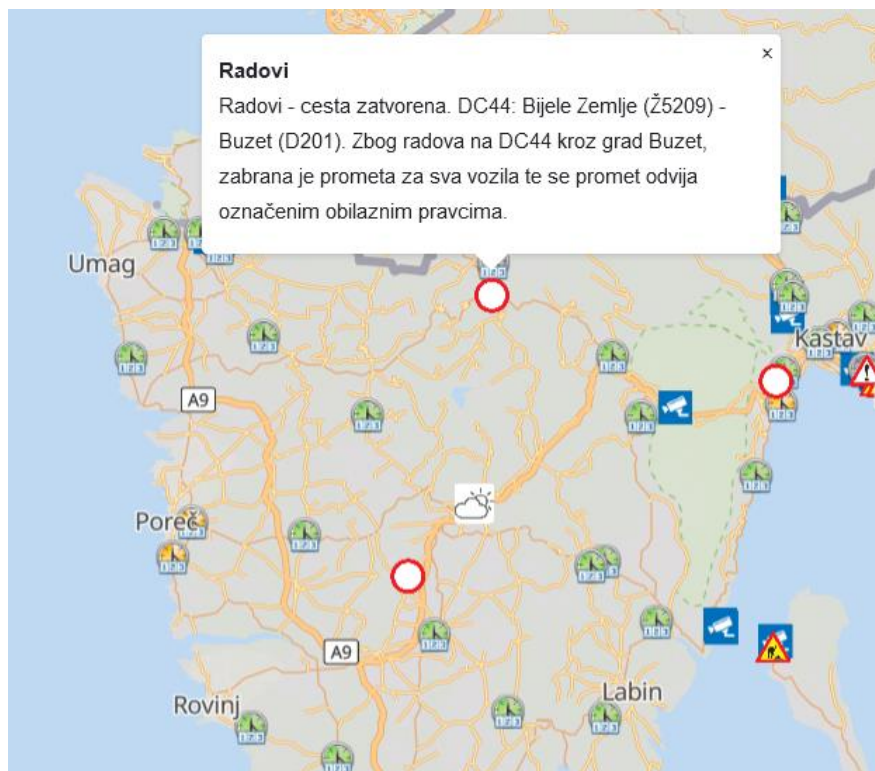 Radovi
×
Radovi - cesta zatvorena. DC44: Bijele Zemlje (Ž5209) -
Buzet (D201). Zbog radova na DC44 kroz grad Buzet,
zabrana je prometa za sva vozila te se promet odvija
označenim obilaznim pravcima.
Umag
Kastav
A9
Poreč
A9
Labin
Rovinj